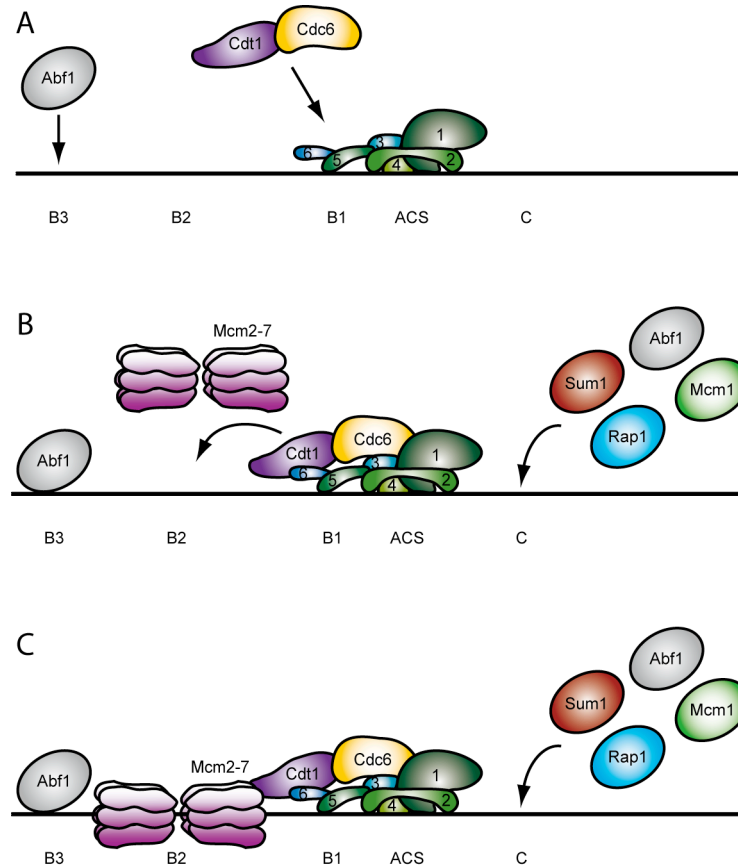 A
Cdt1 Cdc6
Abf1
1
3
6 5 4 2
B3 B2 B1 ACS C
B
Mcm2-7
Abf1
Sum1 Mcm1
Rap1
Cdc6
Cdt1 1
Abf1 3
6 5 4 2
B3 B2 B1 ACS C
C
Abf1
Sum1 Mcm1
Rap1
Mcm2-7 Cdc6
Abf1 Cdt1 1
3
6 5 4 2
B3 B2 B1 ACS C